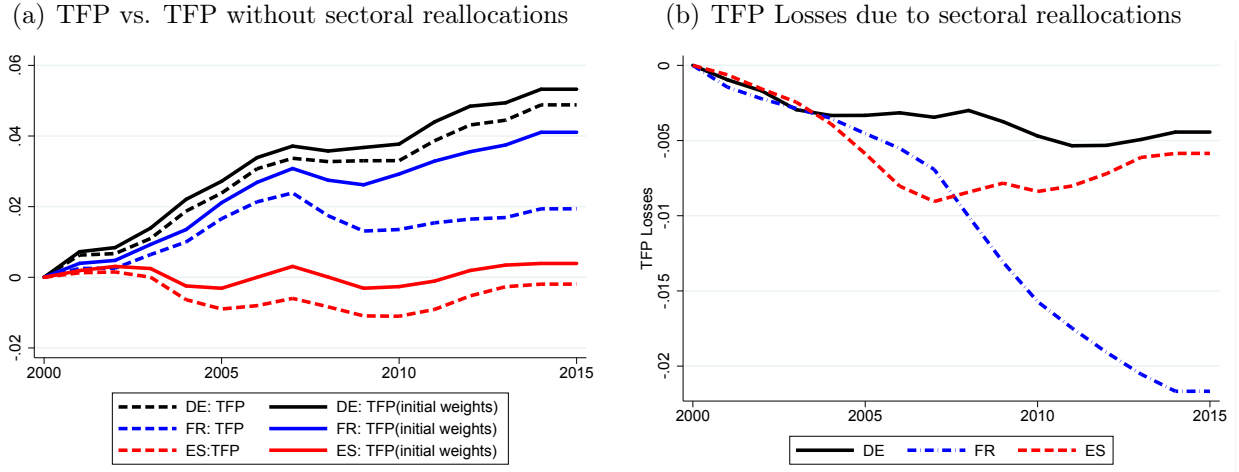 (a) TFP vs. TFP without sectoral reallocations
.06
.04
.02
0
-.02
2000 2005 2010 2015
DE: TFP DE: TFP(initial weights)
FR: TFP FR: TFP(initial weights)
ES:TFP ES: TFP(initial weights)
(b) TFP Losses due to sectoral reallocations
TFP Losses
0
-.005
-.01
-.015
-.02
2000 2005 2010 2015
DE FR ES